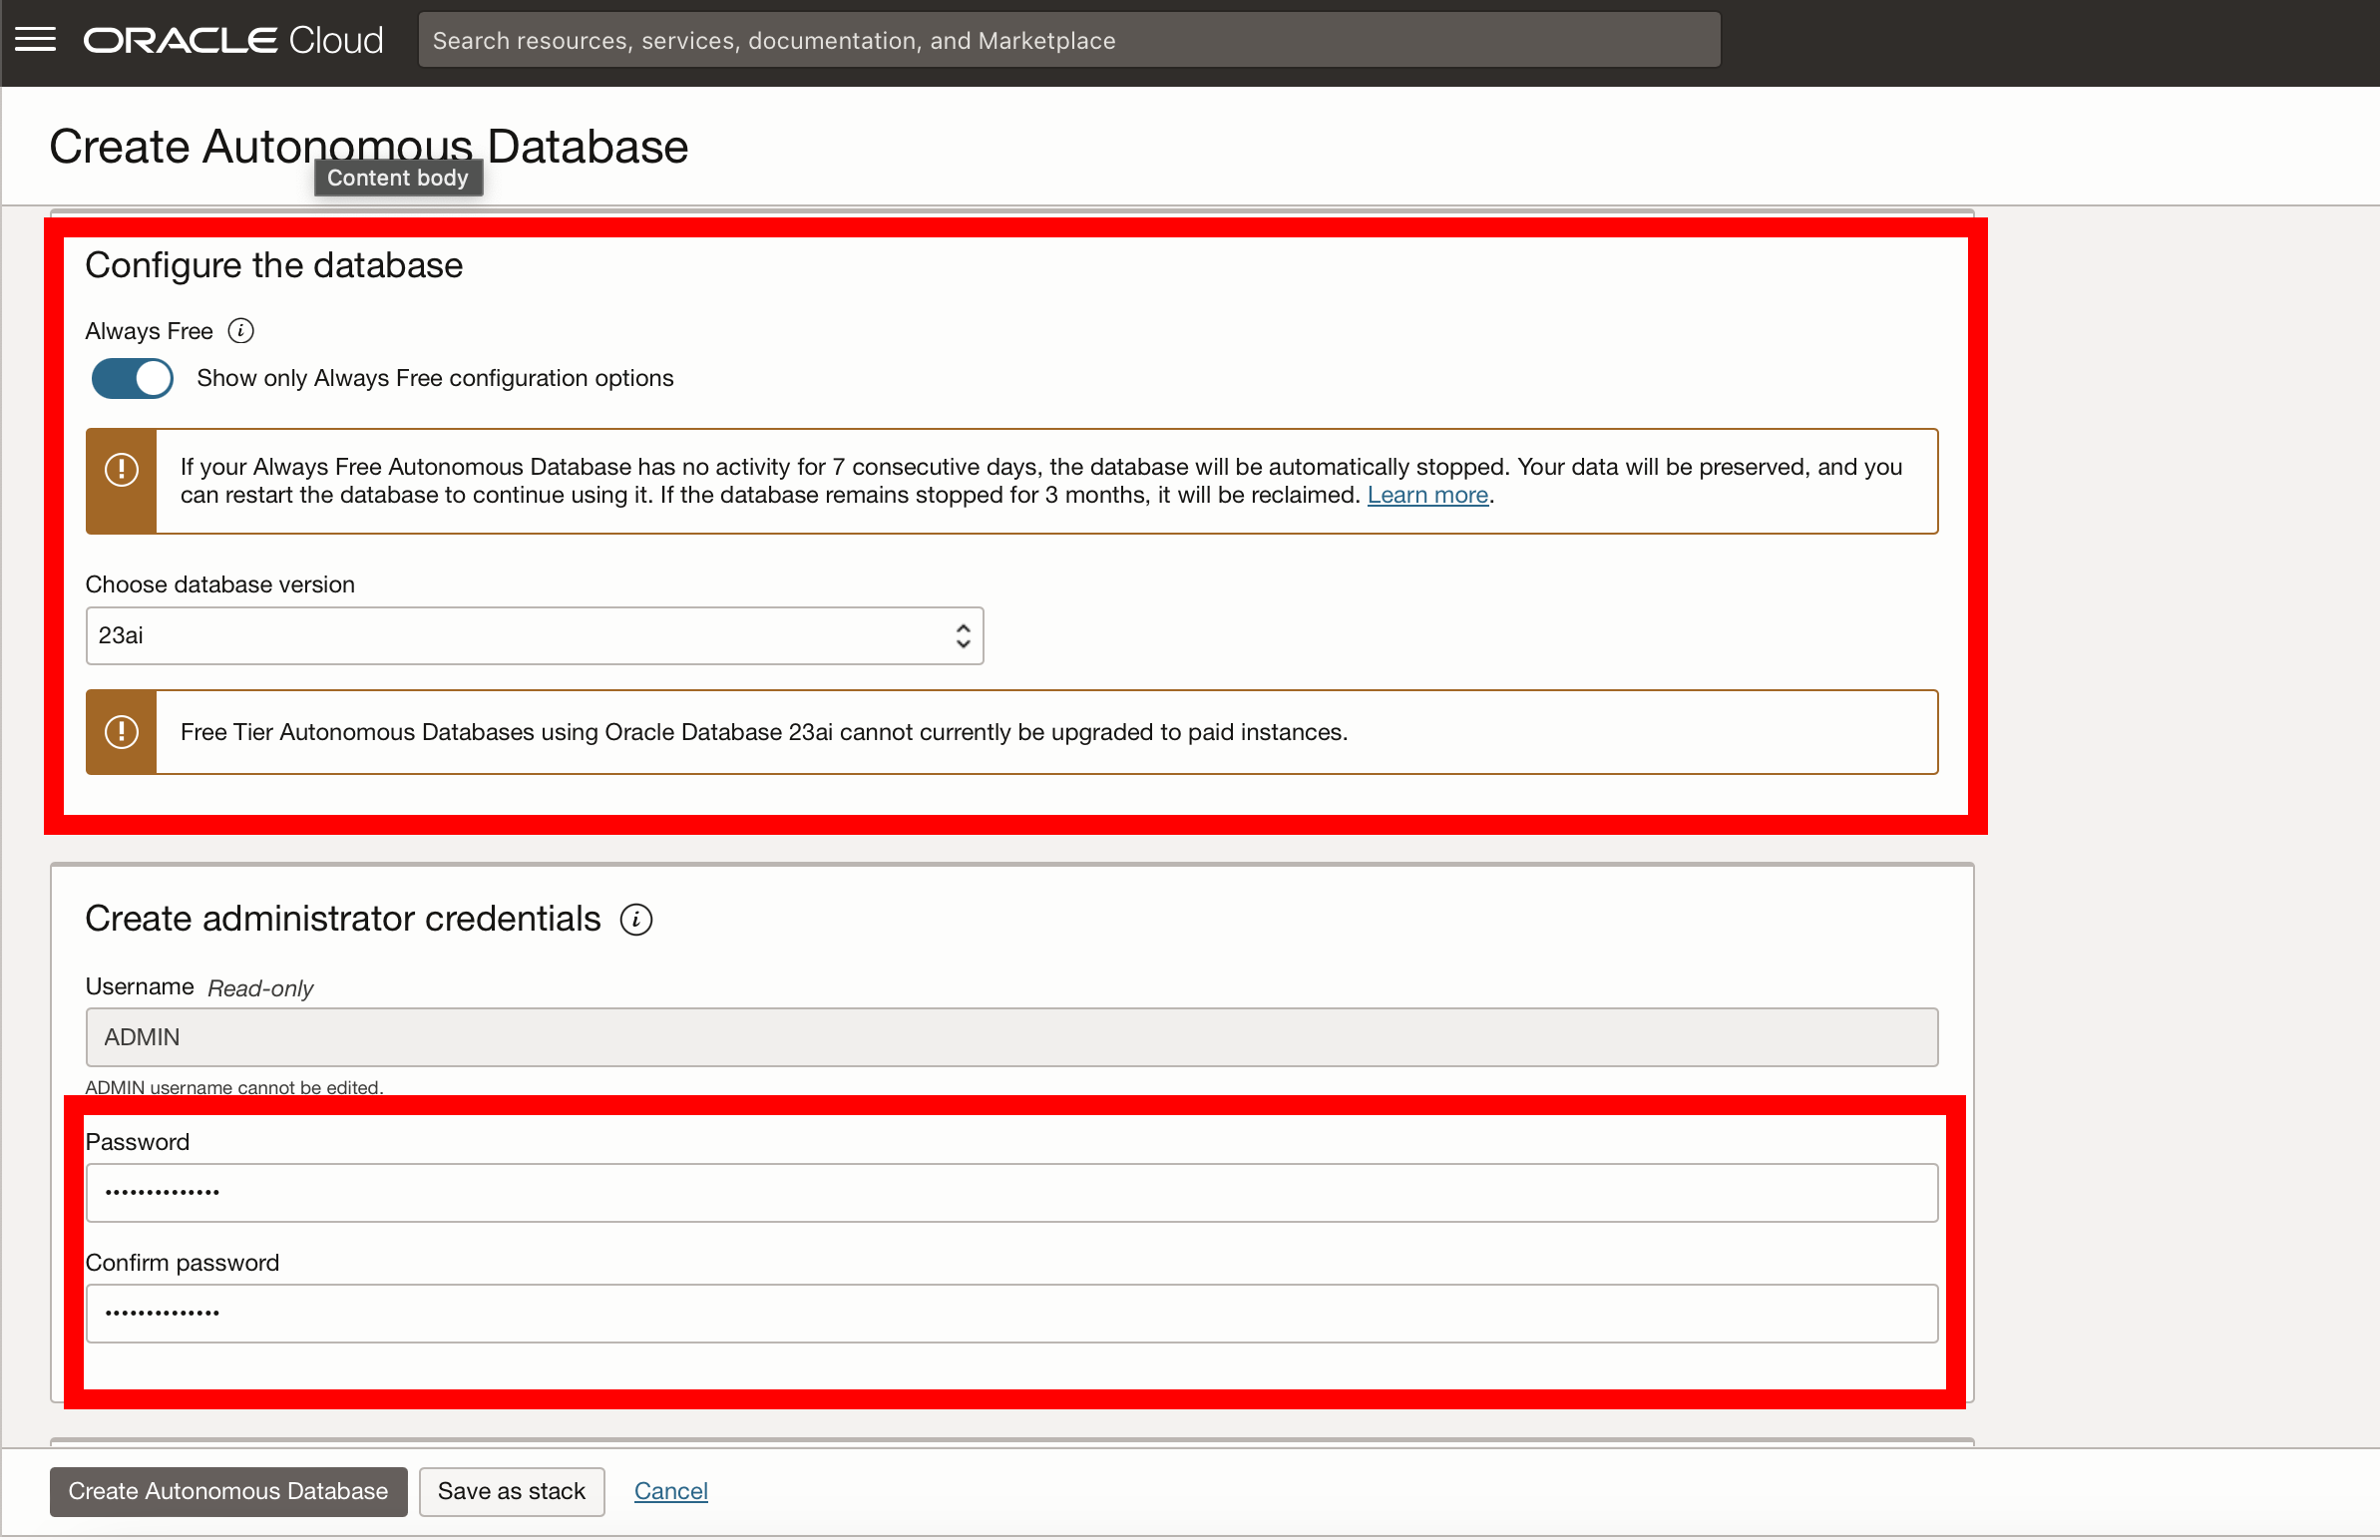 ORACLE Cloud
Search resources, services, documentation, and Marketplace
Create Autonomous Database
Content body
Configure the database
Always Free
Show only Always Free configuration options
If your Always Free Autonomous Database has no activity for 7 consecutive days, the database will be automatically stopped. Your data will be preserved, and you
can restart the database to continue using it. If the database remains stopped for 3 months, it will be reclaimed. Learn more.
Choose database version
23ai
Free Tier Autonomous Databases using Oracle Database 23ai cannot currently be upgraded to paid instances.
Create administrator credentials
Username Read-only
ADMIN
ADMIN username cannot be edited.
Password
••••••••••••••
Confirm password
••••••••••••••
Create Autonomous Database
Save as stack
Cancel